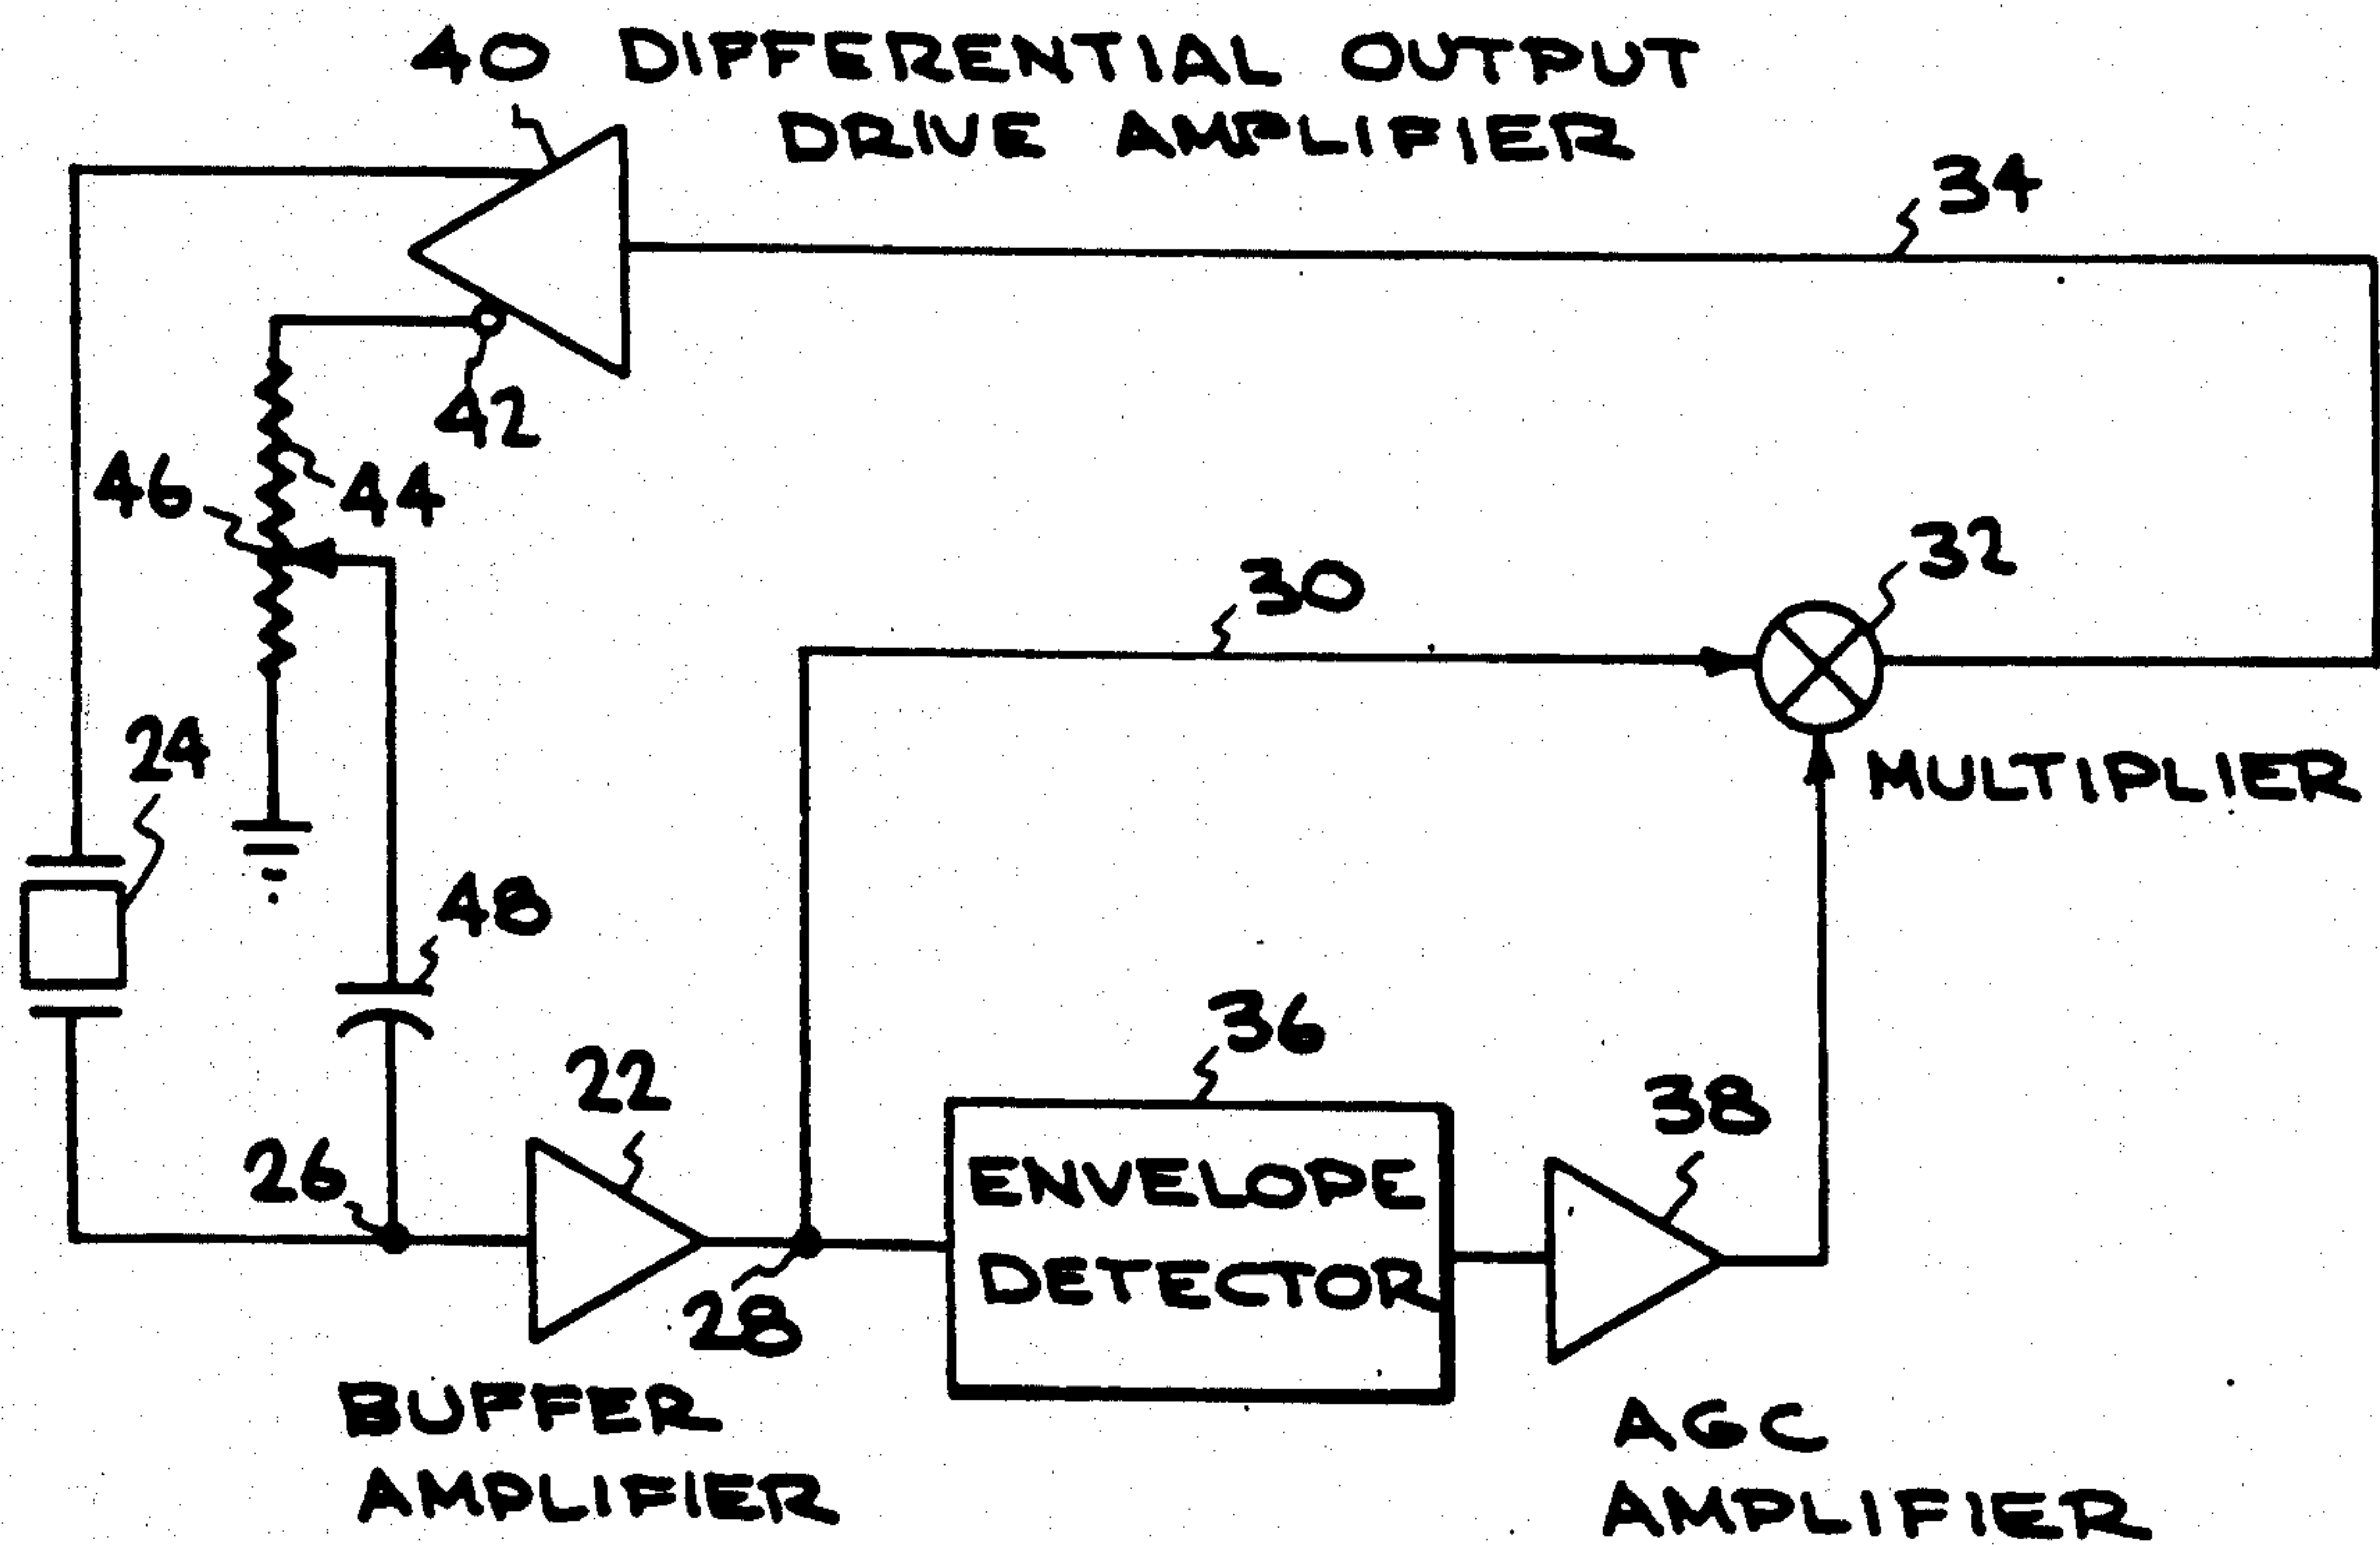 40 DIFFERENTIAL OUTPUT
DRIVE AMPLIFIER
34
42
46
44
30
32
24
MULTIPLIER
48
36
22
38
26
ENVELOPE
DETECTOR
28
BUFFER
AMPLIFIER
AGC
AMPLIFIER